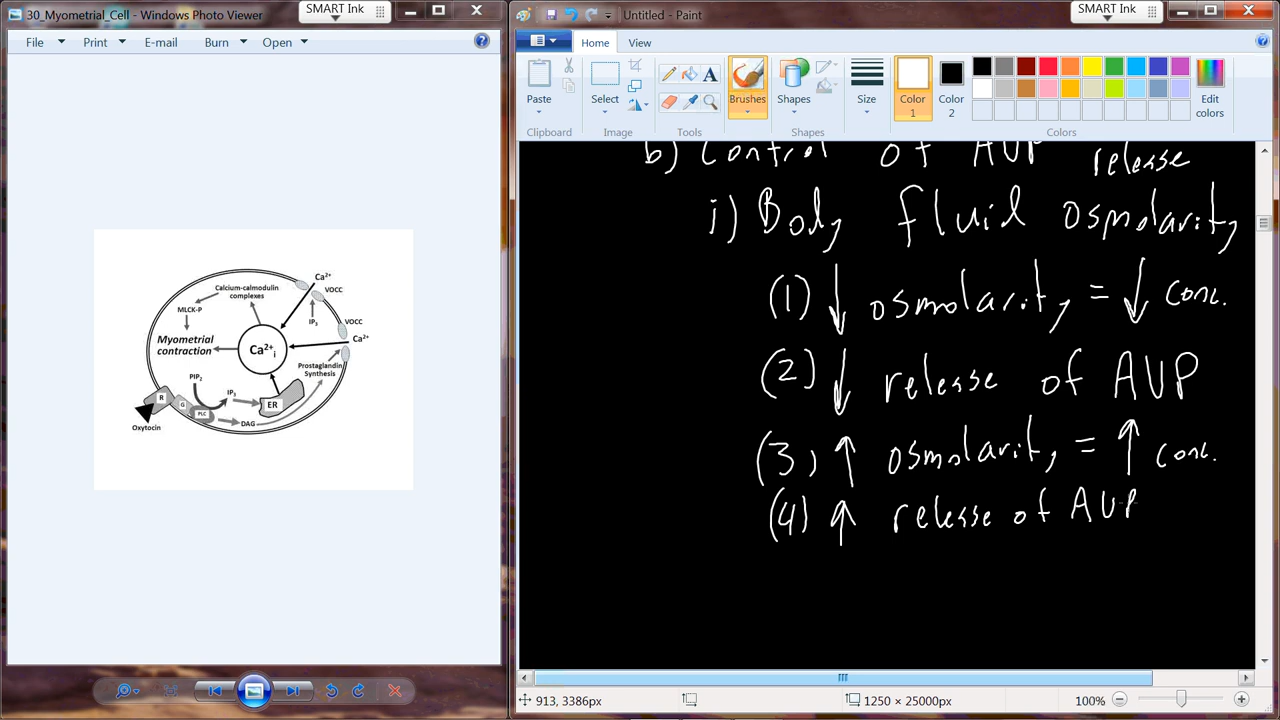 30_Myometrial_Cell - Windows Photo Viewer
SMART Ink
File Print E-mail Burn Open
Ca²⁺
Calcium-calmodulin
complexes
VOCC
MLCK-P
IP₃
VOCC
Myometrial
contraction
Ca²⁺ᵢ
Ca²⁺
Prostaglandin
Synthesis
PIP₂
IP₃
R
G
PLC
ER
DAG
Oxytocin
Untitled - Paint
SMART Ink
Home View
Paste
Select
Brushes
Shapes
Size
Color
1
Color
2
Edit
colors
Clipboard
Image
Tools
Shapes
Colors
b) Control of AVP release
i) Body fluid osmolarity
(1) ↓ osmolarity = ↓ conc.
(2) ↓ release of AVP
(3) ↑ osmolarity = ↑ conc.
(4) ↑ release of AVP
913, 3386px
1250 × 25000px
100%